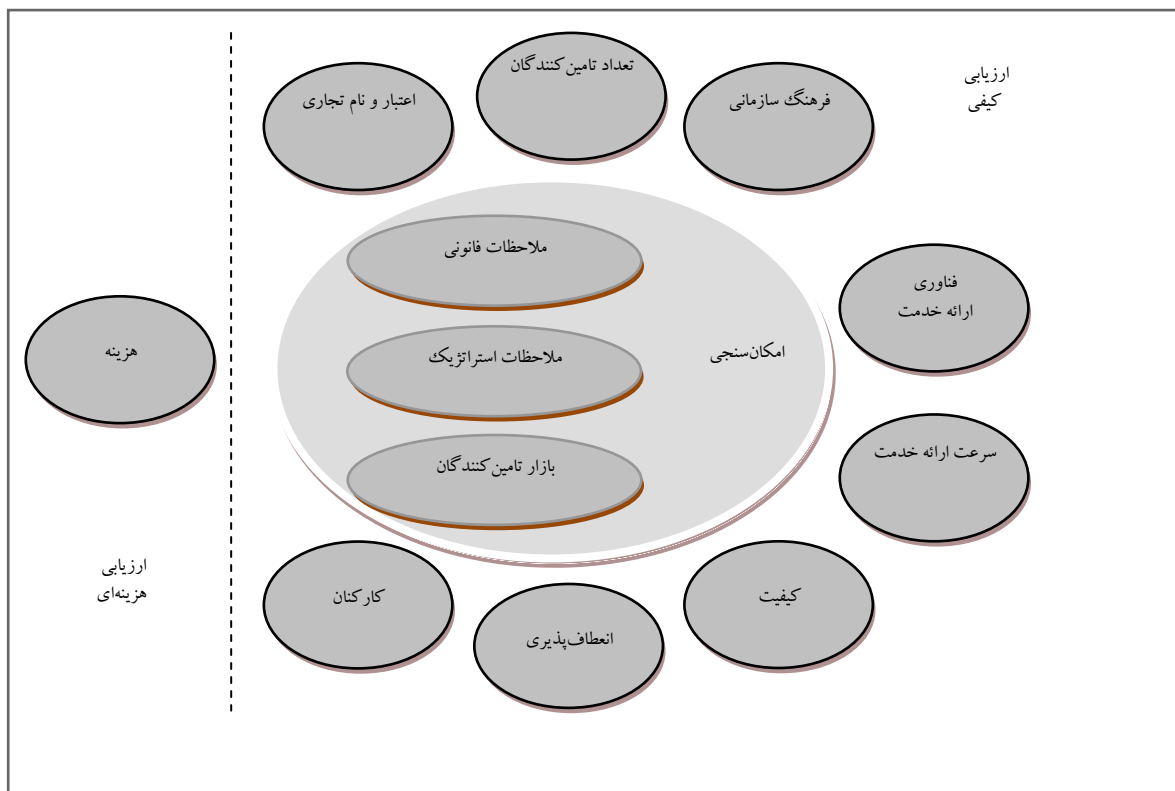 ارزیابی
کیفی
فرهنگ سازمانی
تعداد تامین‌کنندگان
اعتبار و نام تجاری
ملاحظات قانونی
فناوری
ارائه خدمت
امکان‌سنجی
ملاحظات استراتژیک
هزینه
سرعت ارائه خدمت
بازار تامین‌کنندگان
ارزیابی
هزینه‌ای
کیفیت
کارکنان
انعطاف‌پذیری